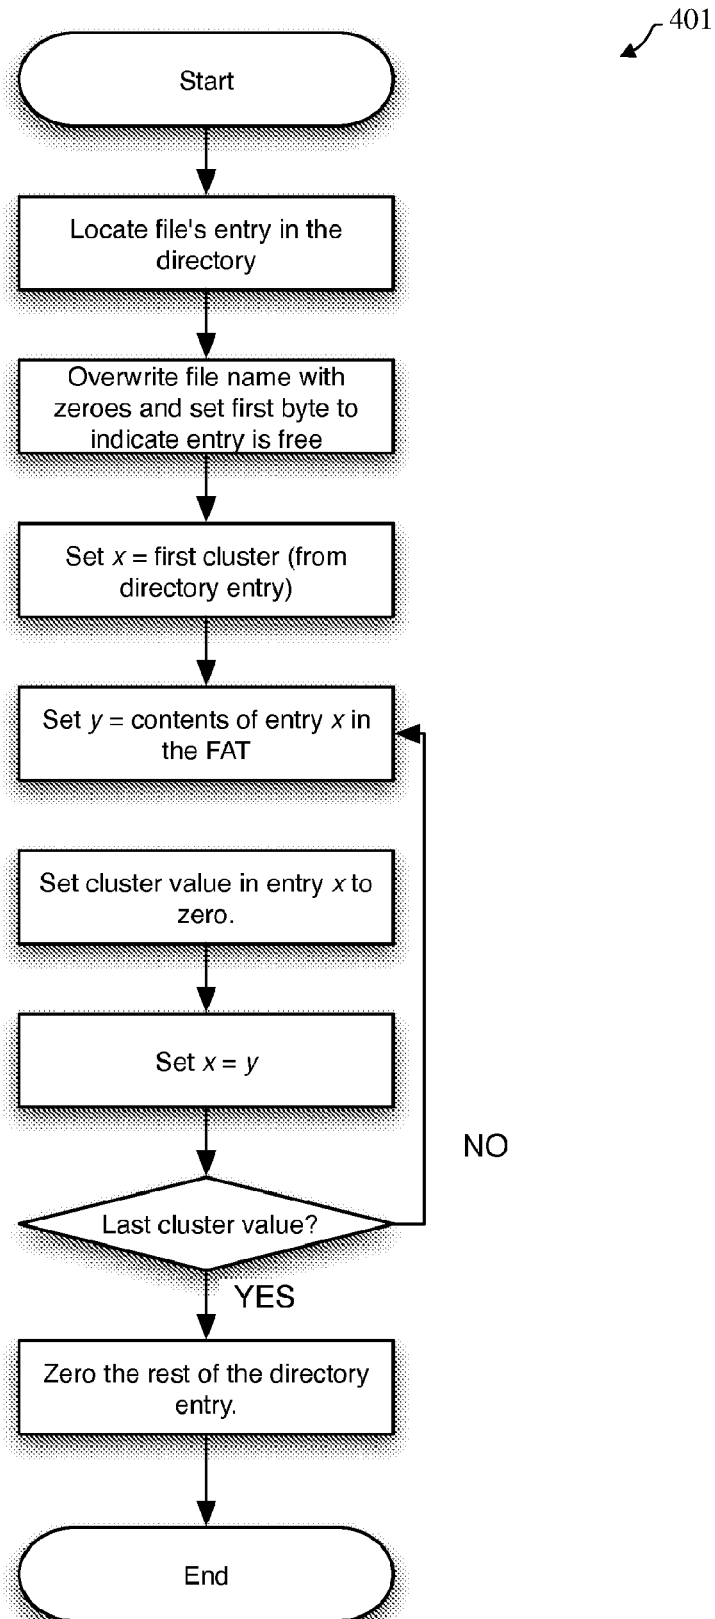 401
Start
Locate file's entry in the
directory
Overwrite file name with
zeroes and set first byte to
indicate entry is free
Set x = first cluster (from
directory entry)
Set y = contents of entry x in
the FAT
Set cluster value in entry x to
zero.
Set x = y
NO
Last cluster value?
YES
Zero the rest of the directory
entry.
End